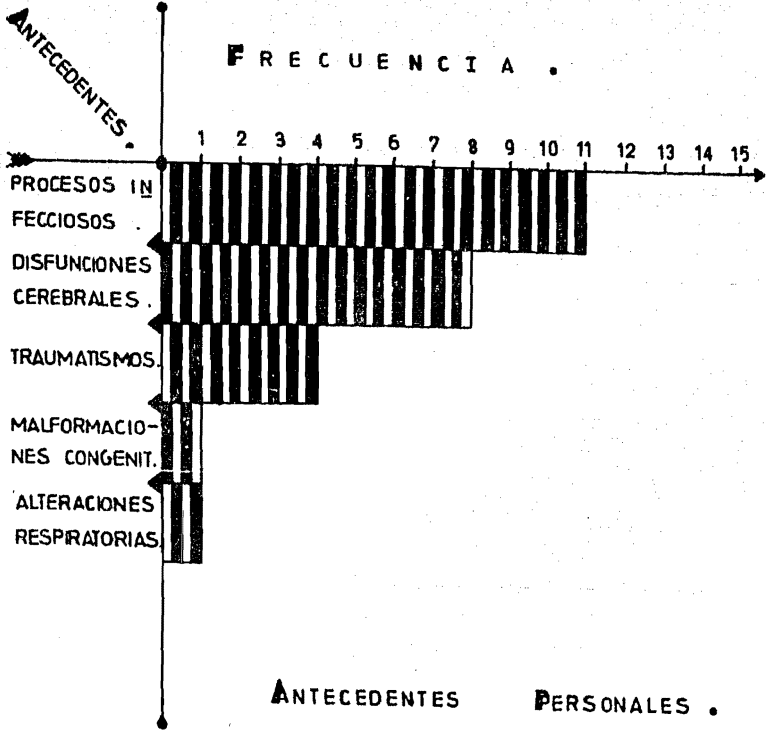 ANTECEDENTES.
FRECUENCIA.
1 2 3 4 5 6 7 8 9 10 11 12 13 14 15
PROCESOS IN
FECCIOSOS.
DISFUNCIONES
CEREBRALES.
TRAUMATISMOS.
MALFORMACIO-
NES CONGENIT.
ALTERACIONES
RESPIRATORIAS
ANTECEDENTES PERSONALES.